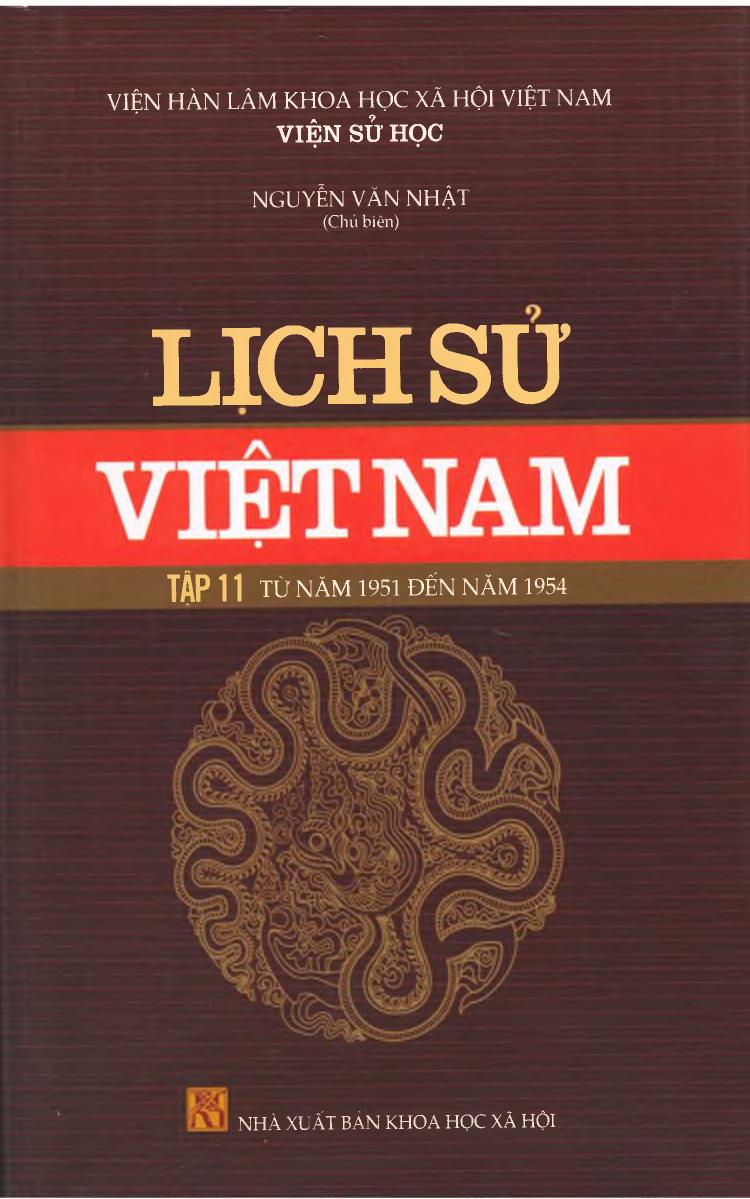 VIỆN HÀN LÂM KHOA HỌC XÃ HỘI VIỆT NAM
VIỆN SỬ HỌC
NGUYỄN VĂN NHẬT
(Chủ biên)
LỊCH SỬ
VIỆT NAM
TẬP 11 TỪ NĂM 1951 ĐẾN NĂM 1954
NHÀ XUẤT BẢN KHOA HỌC XÃ HỘI